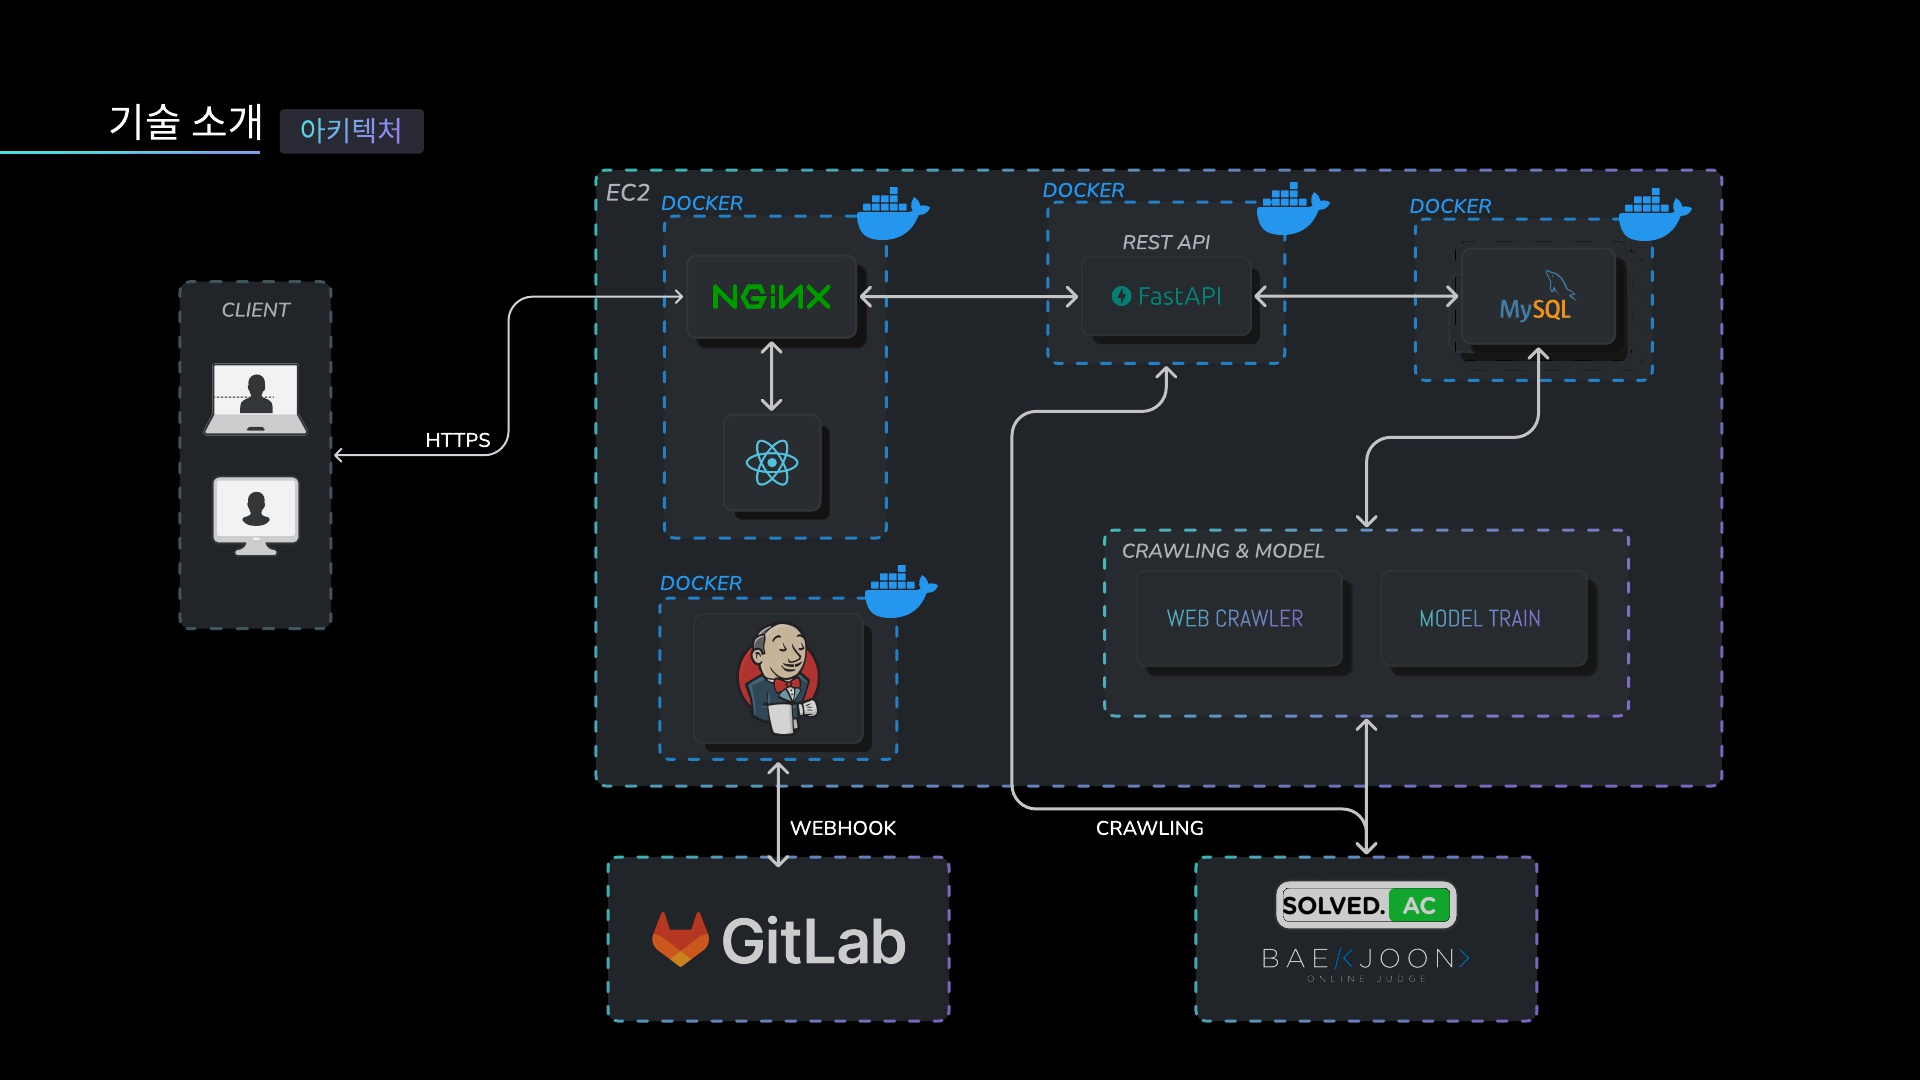 기술 소개
아키텍처
EC2
DOCKER
DOCKER
DOCKER
REST API
NGiNX
FastAPI
MySQL
CLIENT
HTTPS
CRAWLING & MODEL
WEB CRAWLER
MODEL TRAIN
DOCKER
WEBHOOK
CRAWLING
GitLab
SOLVED.AC
BAEKJOON>
ONLINE JUDGE